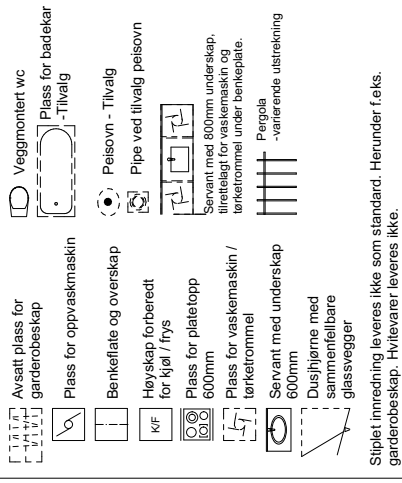 Avsatt plass for
garderobeskap
Plass for oppvaskmaskin
Benkeflate og overskap
K/F
Høyskap forberedt
for kjøl / frys
Plass for platetopp
600mm
Plass for vaskemaskin /
tørketrommel
Servant med underskap
600mm
Dusjhjørne med
sammenfellbare
glassvegger
Veggmontert wc
Plass for badekar
-Tilvalg
Peisovn - Tilvalg
Pipe ved tilvalg peisovn
Servant med 800mm underskap,
tilrettelagt for vaskemaskin og
tørketrommel under benkeplate.
Pergola
-varierende utstrekning
Stiplet innredning leveres ikke som standard. Herunder f.eks.
garderobeskap. Hvitevarer leveres ikke.